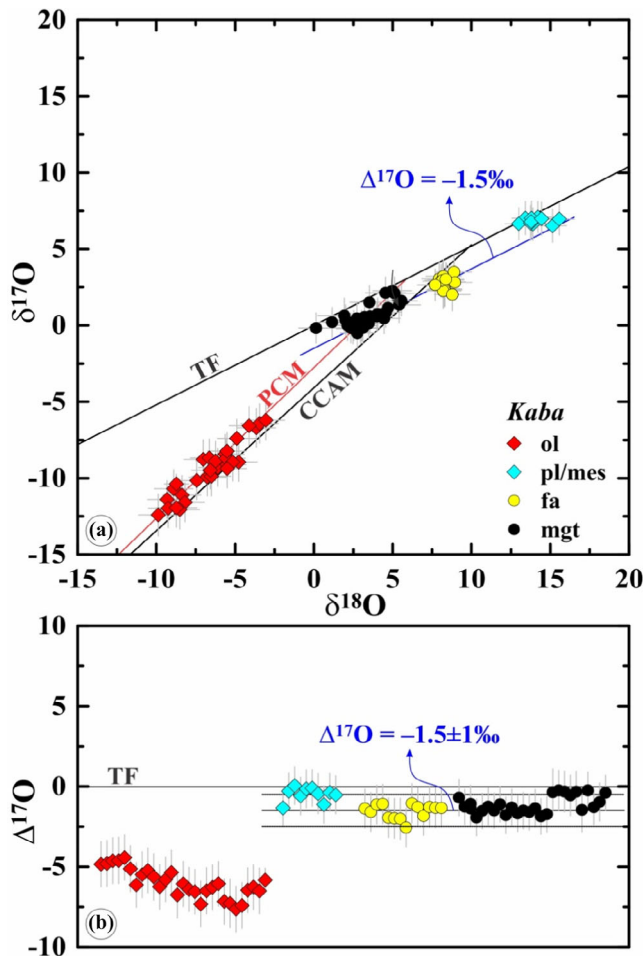 20
15
10
5
0
-5
-10
-15
δ¹⁷O
Δ¹⁷O = –1.5‰
TF
PCM
CCAM
Kaba
ol
pl/mes
fa
mgt
(a)
-15 -10 -5 0 5 10 15 20
δ¹⁸O
10
5
0
-5
-10
Δ¹⁷O
TF
Δ¹⁷O = –1.5±1‰
(b)